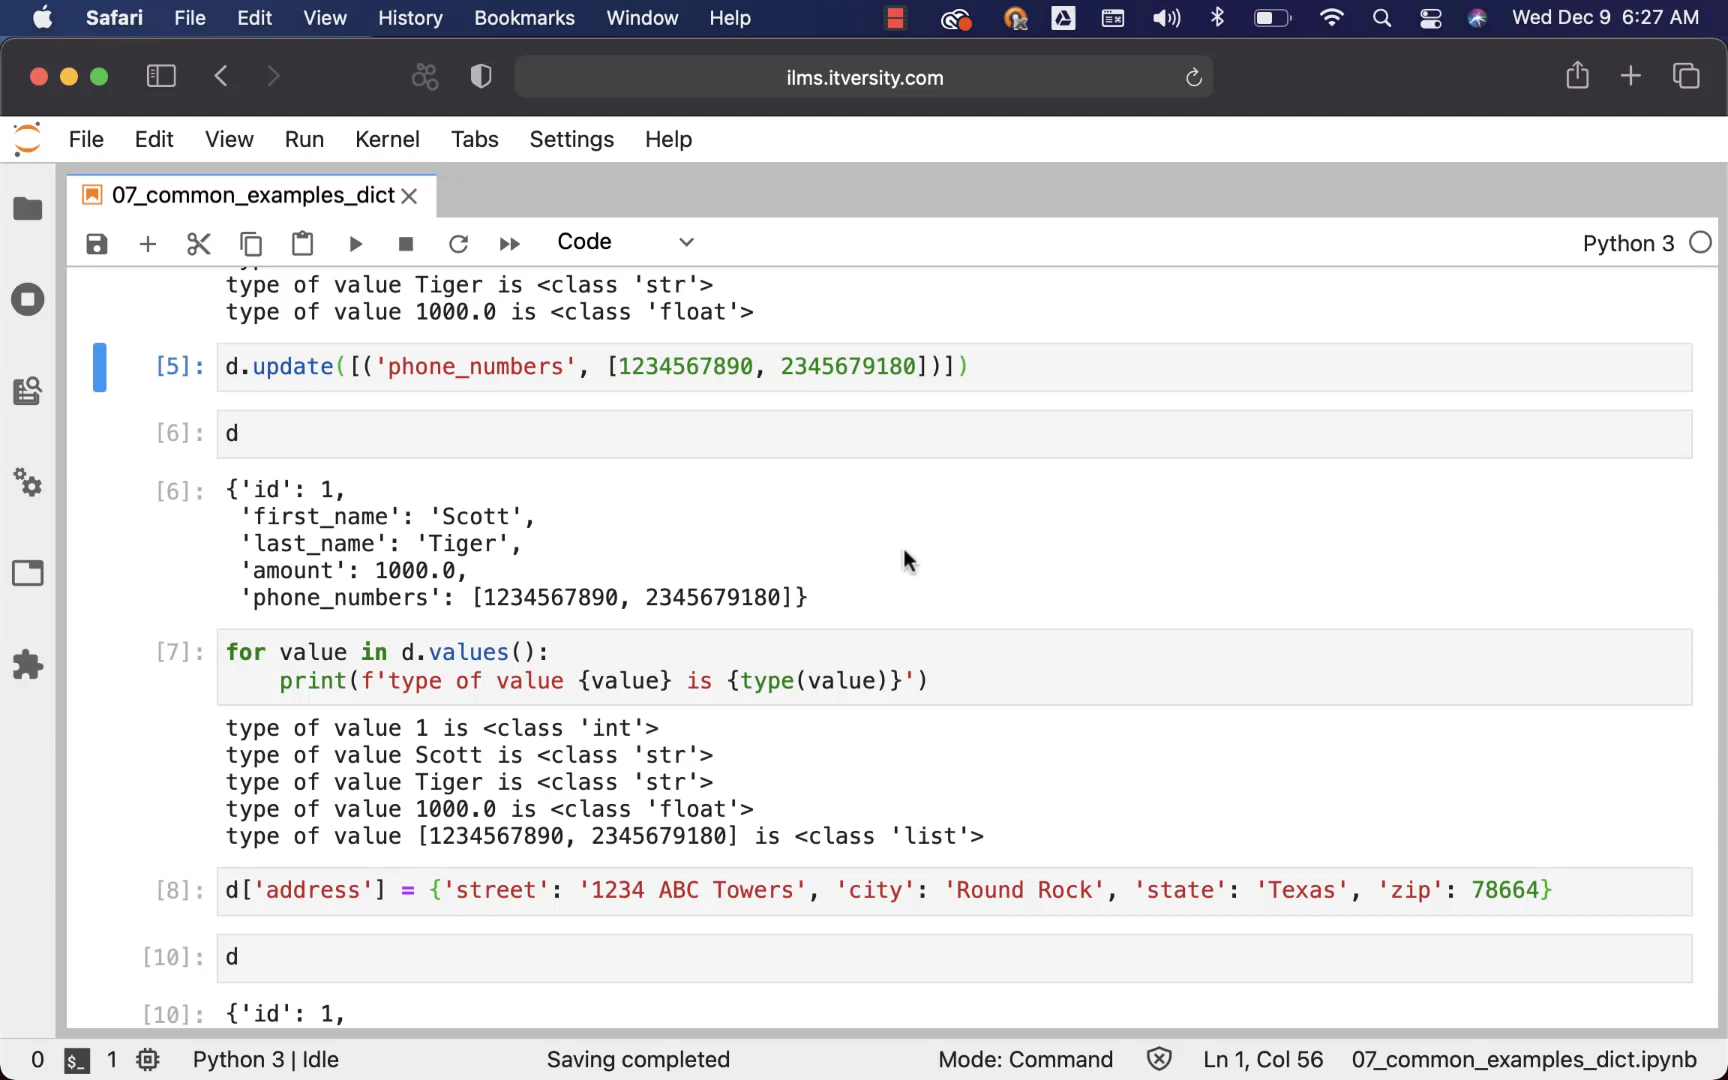 Safari File Edit View History Bookmarks Window Help Wed Dec 9 6:27 AM
ilms.itversity.com
File Edit View Run Kernel Tabs Settings Help
07_common_examples_dict
Code Python 3
type of value Tiger is <class 'str'>
type of value 1000.0 is <class 'float'>
[5]: d.update([('phone_numbers', [1234567890, 2345679180])])
[6]: d
[6]: {'id': 1,
'first_name': 'Scott',
'last_name': 'Tiger',
'amount': 1000.0,
'phone_numbers': [1234567890, 2345679180]}
[7]: for value in d.values():
print(f'type of value {value} is {type(value)}')
type of value 1 is <class 'int'>
type of value Scott is <class 'str'>
type of value Tiger is <class 'str'>
type of value 1000.0 is <class 'float'>
type of value [1234567890, 2345679180] is <class 'list'>
[8]: d['address'] = {'street': '1234 ABC Towers', 'city': 'Round Rock', 'state': 'Texas', 'zip': 78664}
[10]: d
[10]: {'id': 1,
0 $_ 1 Python 3 | Idle Saving completed Mode: Command Ln 1, Col 56 07_common_examples_dict.ipynb